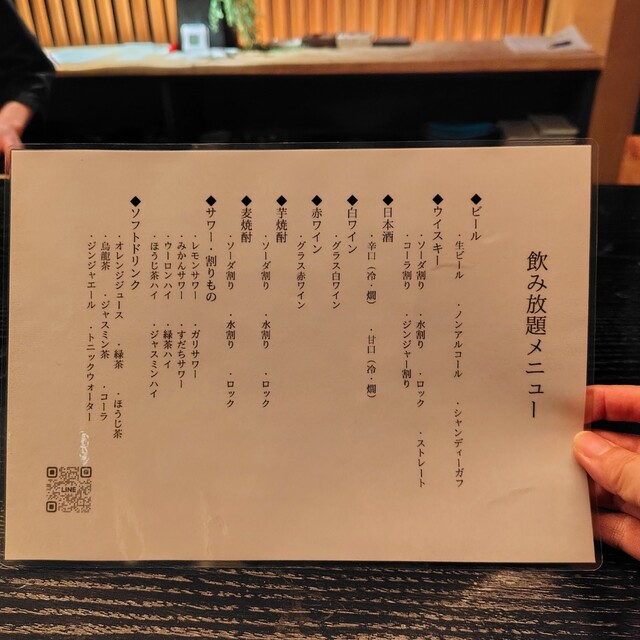 飲み放題メニュー
◆ビール
・生ビール ・ノンアルコール ・シャンディーガフ
◆ウイスキー
・ソーダ割り ・水割り ・ロック ・ストレート
・コーラ割り ・ジンジャー割り
◆日本酒
・辛口（冷・燗） ・甘口（冷・燗）
◆白ワイン
・グラス白ワイン
◆赤ワイン
・グラス赤ワイン
◆芋焼酎
・ソーダ割り ・水割り ・ロック
◆麦焼酎
・ソーダ割り ・水割り ・ロック
◆サワー・割りもの
・レモンサワー ・ガリサワー
・みかんサワー ・すだちサワー
・ウーロンハイ ・緑茶ハイ
・ほうじ茶ハイ ・ジャスミンハイ
◆ソフトドリンク
・オレンジジュース ・緑茶 ・ほうじ茶
・烏龍茶 ・ジャスミン茶 ・コーラ
・ジンジャエール ・トニックウォーター
LINE